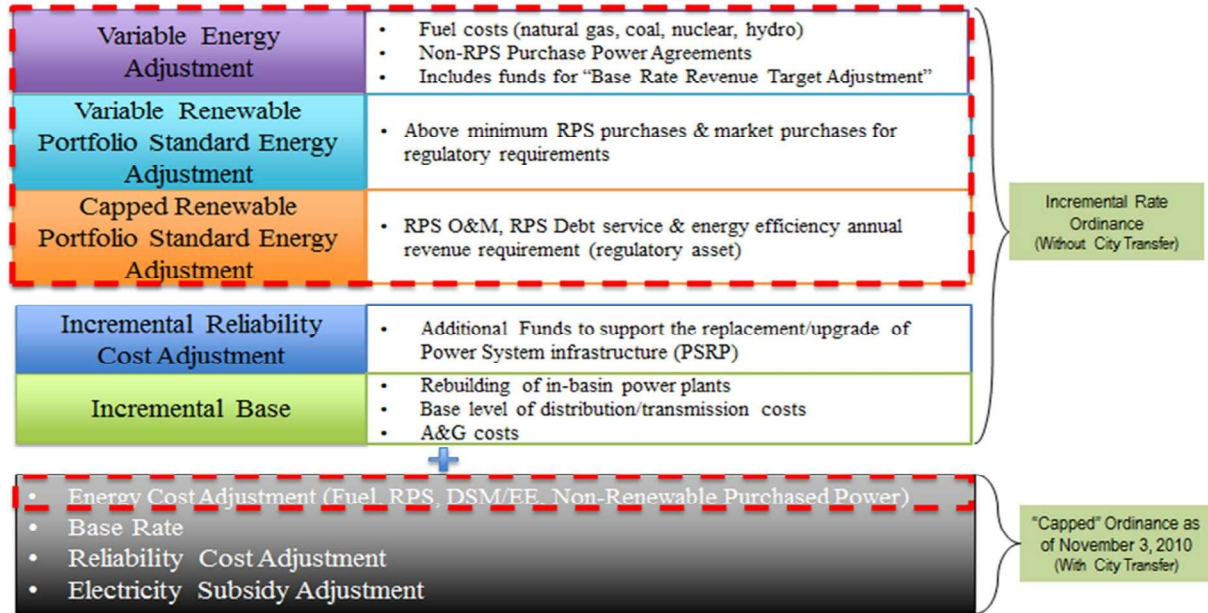 Variable Energy
Adjustment
• Fuel costs (natural gas, coal, nuclear, hydro)
• Non-RPS Purchase Power Agreements
• Includes funds for “Base Rate Revenue Target Adjustment”
Variable Renewable
Portfolio Standard Energy
Adjustment
• Above minimum RPS purchases & market purchases for
regulatory requirements
Capped Renewable
Portfolio Standard Energy
Adjustment
• RPS O&M, RPS Debt service & energy efficiency annual
revenue requirement (regulatory asset)
Incremental Reliability
Cost Adjustment
• Additional Funds to support the replacement/upgrade of
Power System infrastructure (PSRP)
Incremental Base
• Rebuilding of in-basin power plants
• Base level of distribution/transmission costs
• A&G costs
Incremental Rate
Ordinance
(Without City Transfer)
+
• Energy Cost Adjustment (Fuel, RPS, DSM/EE, Non-Renewable Purchased Power)
• Base Rate
• Reliability Cost Adjustment
• Electricity Subsidy Adjustment
“Capped” Ordinance as
of November 3, 2010
(With City Transfer)